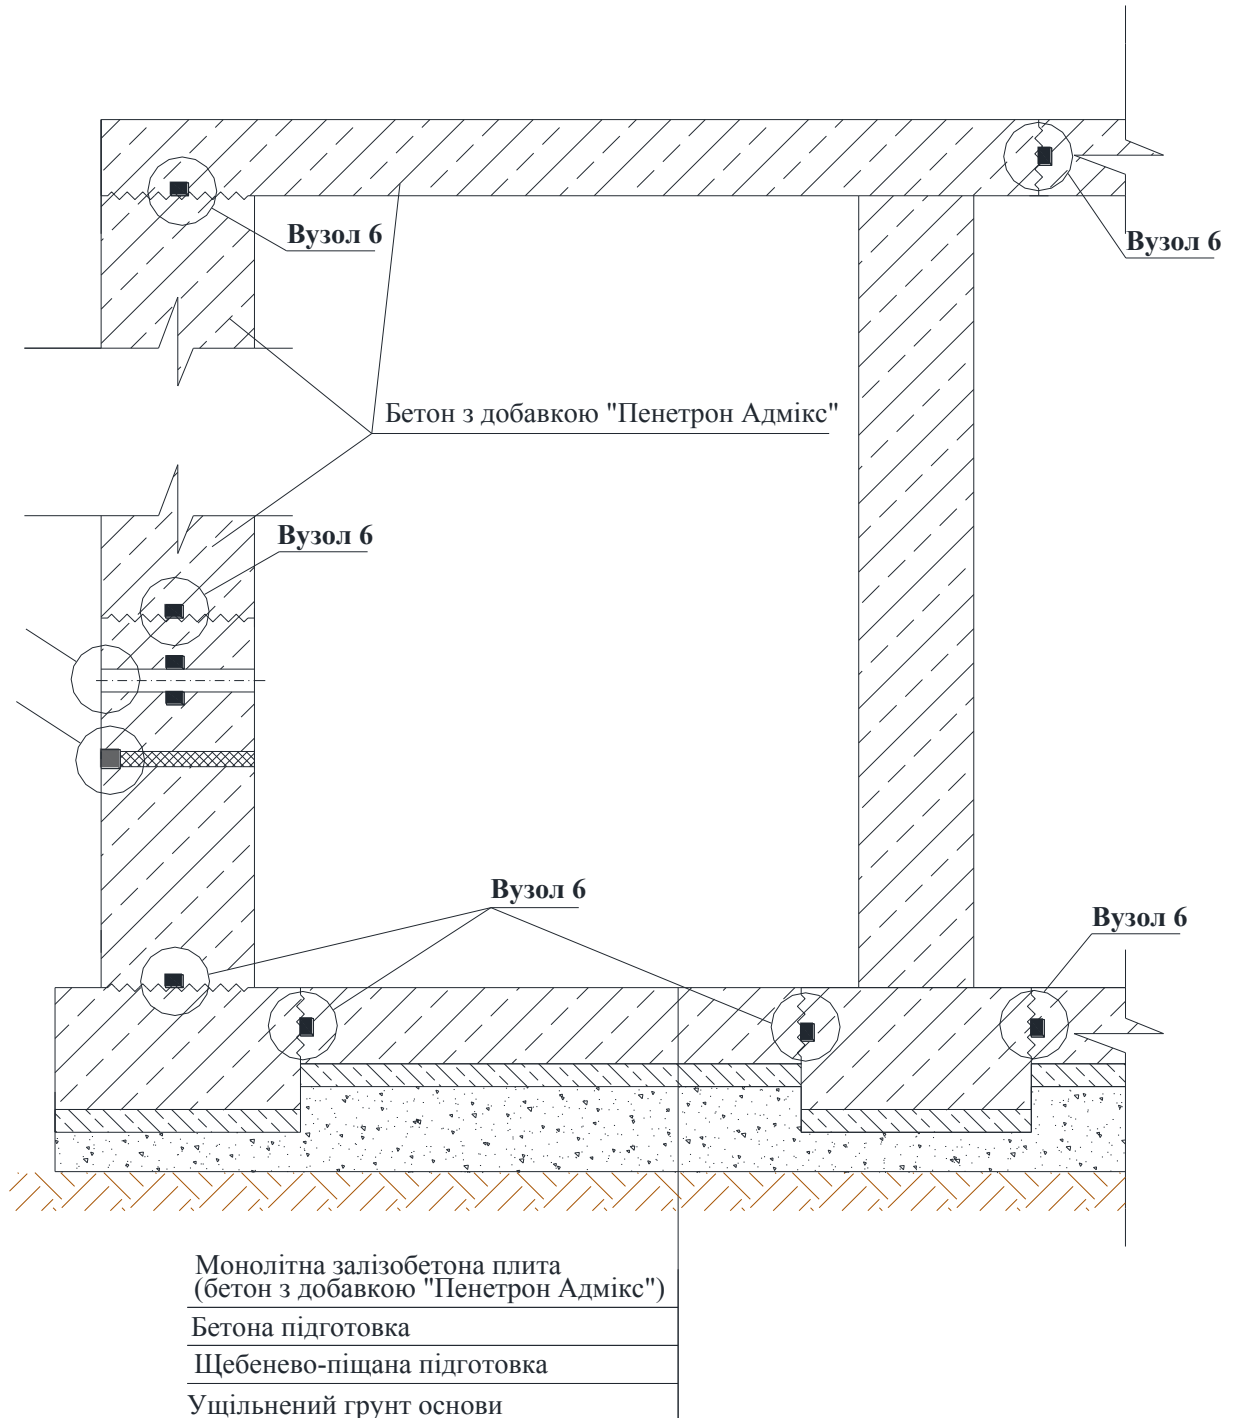 Вузол 6
Вузол 6
Бетон з добавкою "Пенетрон Адмікс"
Вузол 6
Вузол 6
Вузол 6
Монолітна залізобетона плита
(бетон з добавкою "Пенетрон Адмікс")
Бетона підготовка
Щебенево-піщана підготовка
Ущільнений грунт основи